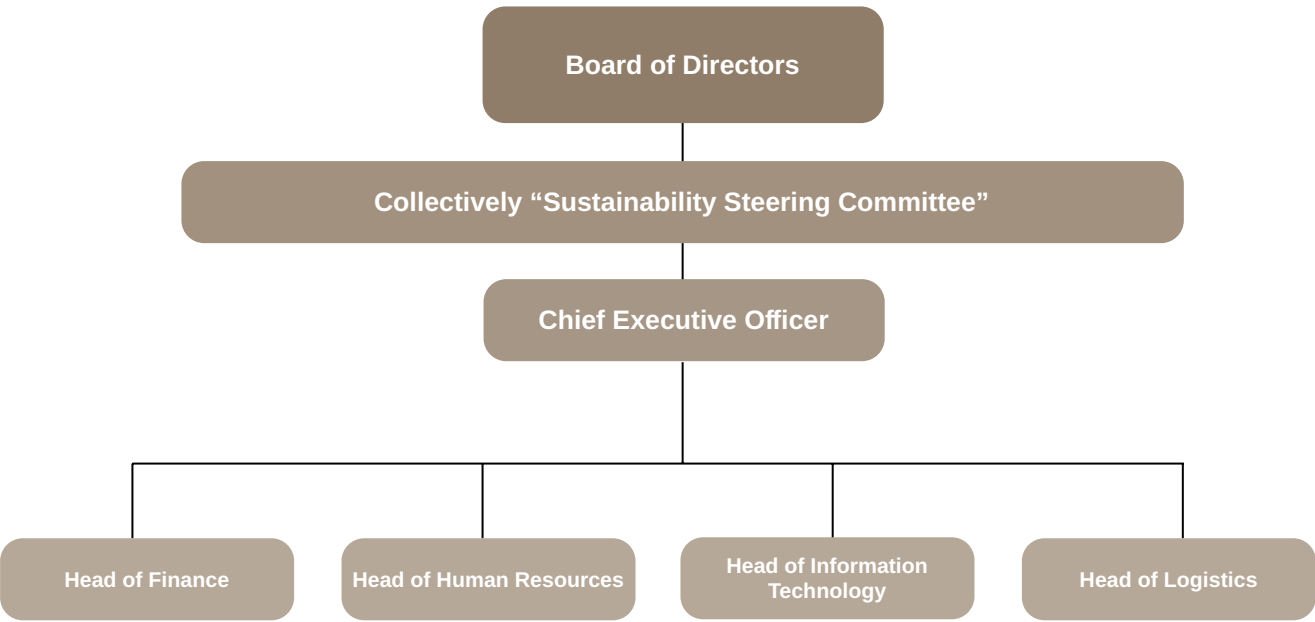 Board of Directors
Collectively “Sustainability Steering Committee”
Chief Executive Officer
Head of Finance
Head of Human Resources
Head of Information
Technology
Head of Logistics